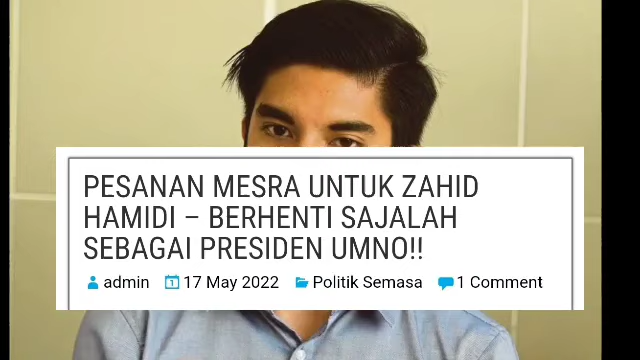 PESANAN MESRA UNTUK ZAHID
HAMIDI – BERHENTI SAJALAH
SEBAGAI PRESIDEN UMNO!!
admin 17 May 2022 Politik Semasa 1 Comment